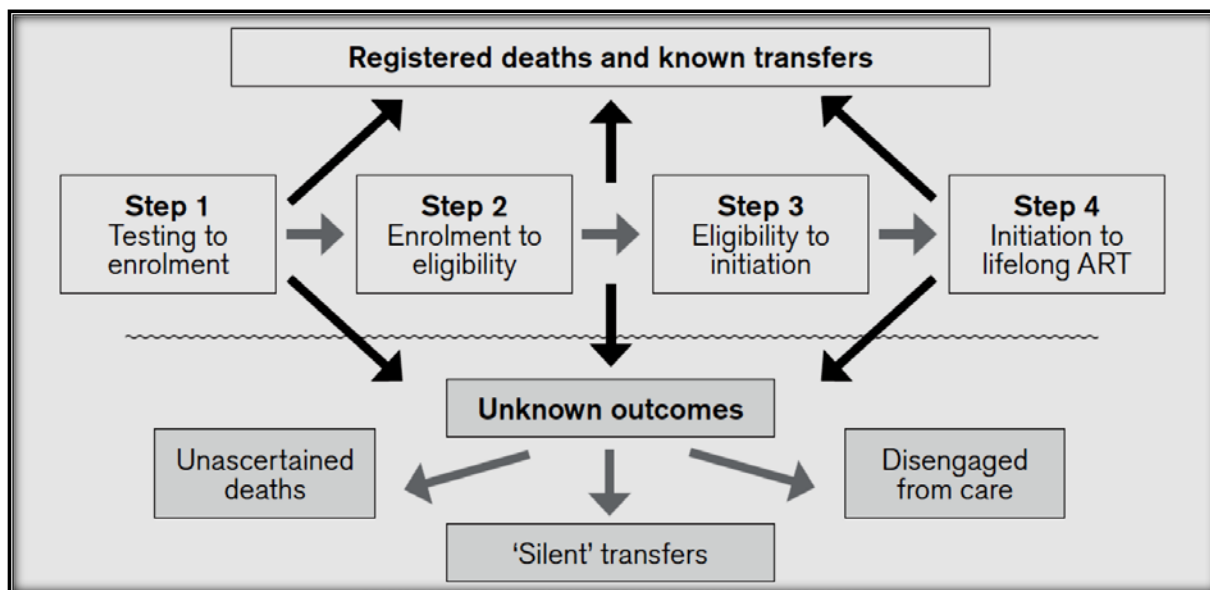 Registered deaths and known transfers
Step 1
Testing to
enrolment
Step 2
Enrolment to
eligibility
Step 3
Eligibility to
initiation
Step 4
Initiation to
lifelong ART
Unknown outcomes
Unascertained
deaths
‘Silent’ transfers
Disengaged
from care